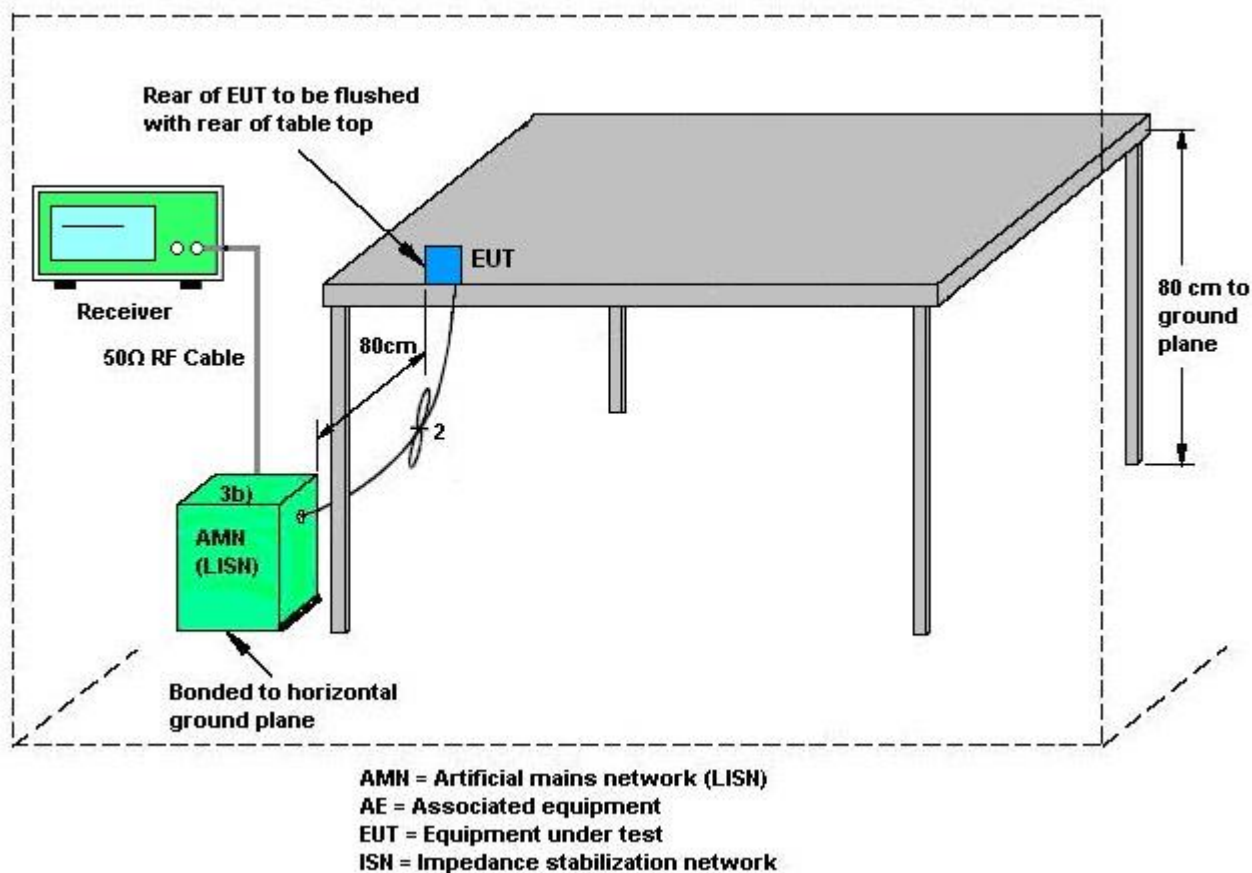 Rear of EUT to be flushed
with rear of table top
EUT
Receiver
50Ω RF Cable
80cm
80 cm to
ground
plane
2
3b)
AMN
(LISN)
Bonded to horizontal
ground plane
AMN = Artificial mains network (LISN)
AE = Associated equipment
EUT = Equipment under test
ISN = Impedance stabilization network